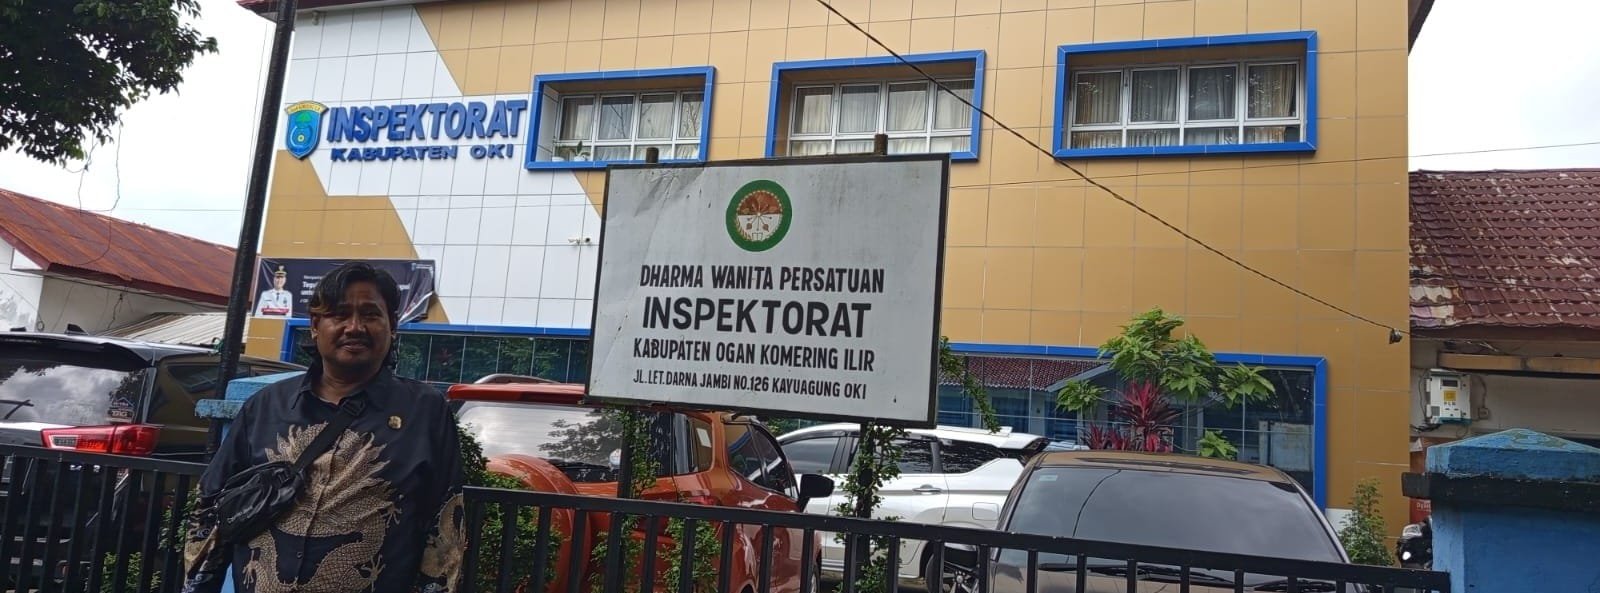 INSPEKTORAT
KABUPATEN OKI
DHARMA WANITA PERSATUAN
INSPEKTORAT
KABUPATEN OGAN KOMERING ILIR
JL.LET.DARNA JAMBI NO.126 KAYUAGUNG OKI